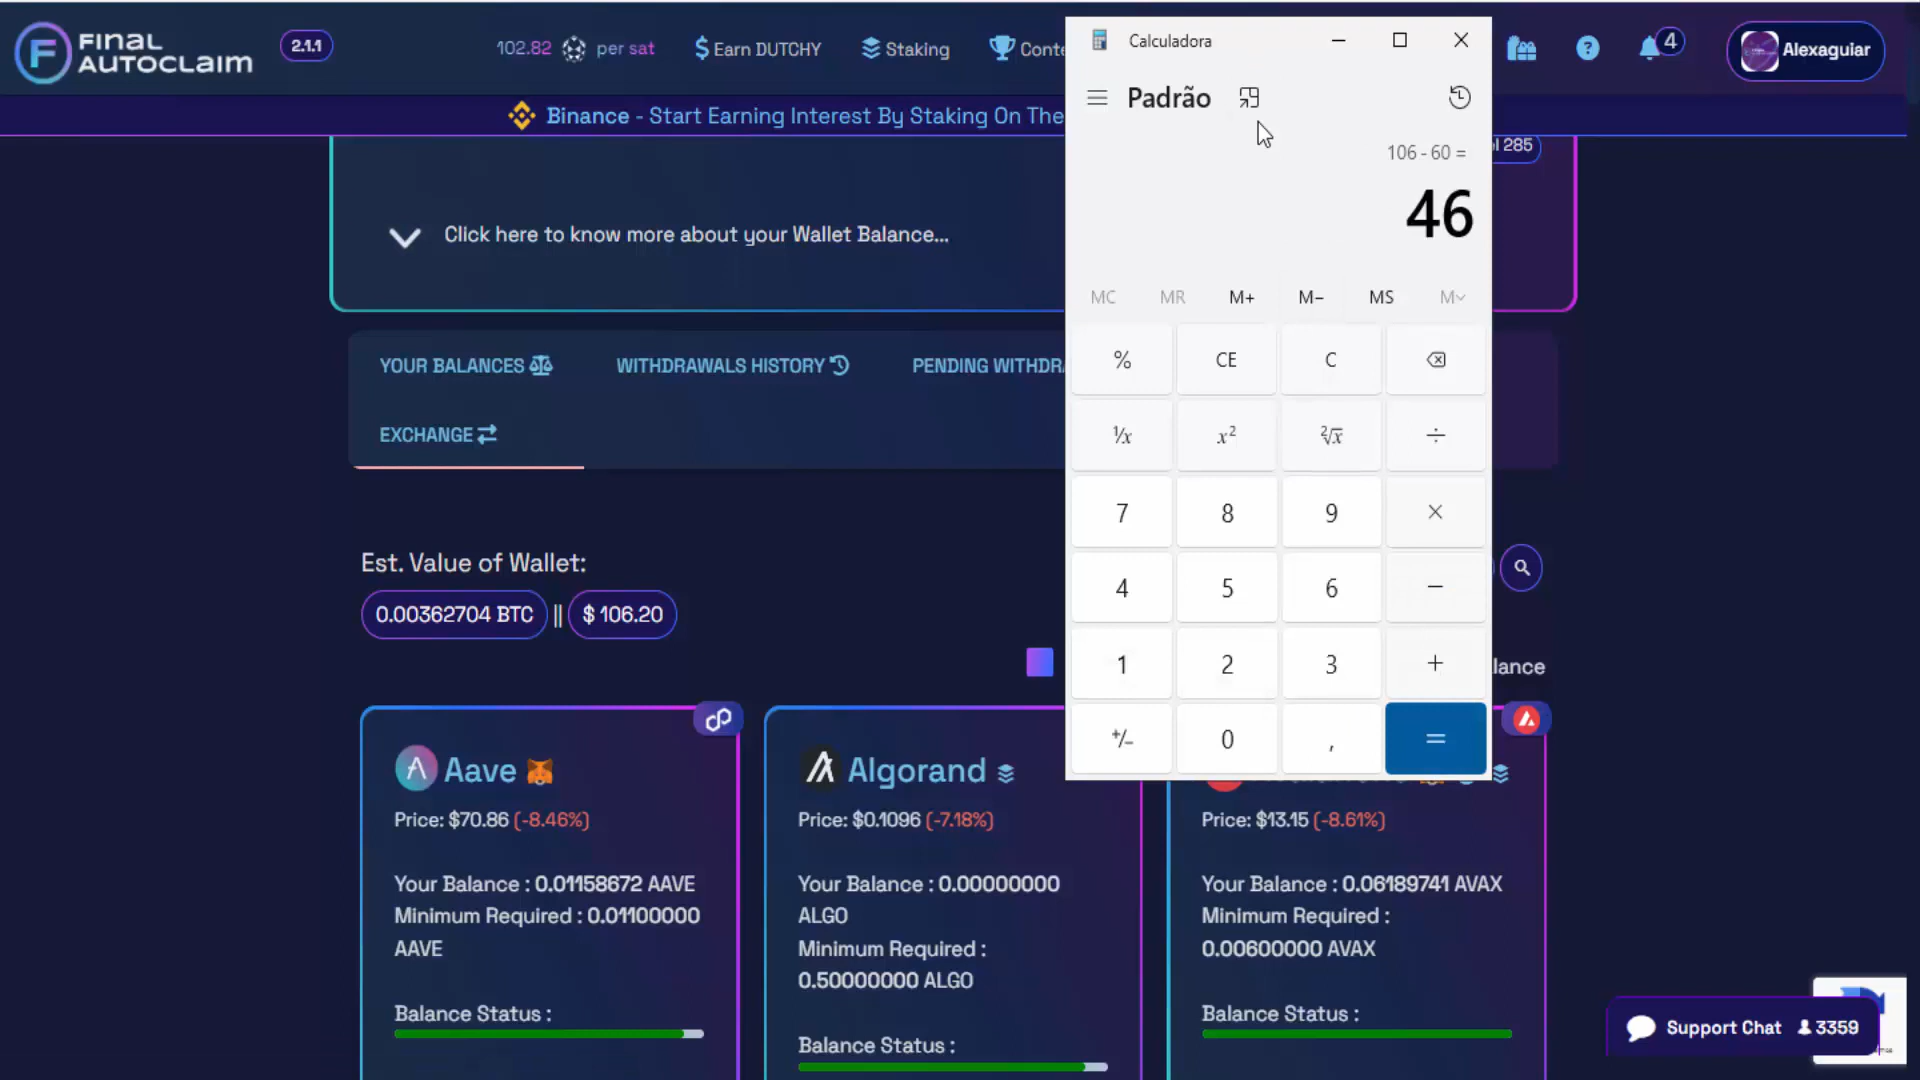 FINAL
AUTOCLAIM
2.1.1
102.82 per sat
Earn DUTCHY
Staking
Conte
4
Alexaguiar
Binance - Start Earning Interest By Staking On The
Calculadora
Padrão
106 - 60 =
46
MC MR M+ M− MS M
% CE C
⅟x x² ²√x ÷
7 8 9 ×
4 5 6 −
1 2 3 +
+/− 0 , =
l 285
Click here to know more about your Wallet Balance...
YOUR BALANCES
WITHDRAWALS HISTORY
PENDING WITHDRA
EXCHANGE
Est. Value of Wallet:
0.00362704 BTC || $ 106.20
lance
Aave
Price: $70.86 (-8.46%)
Your Balance : 0.01158672 AAVE
Minimum Required : 0.01100000
AAVE
Balance Status :
Algorand
Price: $0.1096 (-7.18%)
Your Balance : 0.00000000
ALGO
Minimum Required :
0.50000000 ALGO
Balance Status :
Price: $13.15 (-8.61%)
Your Balance : 0.06189741 AVAX
Minimum Required :
0.00600000 AVAX
Balance Status :
Support Chat 3359